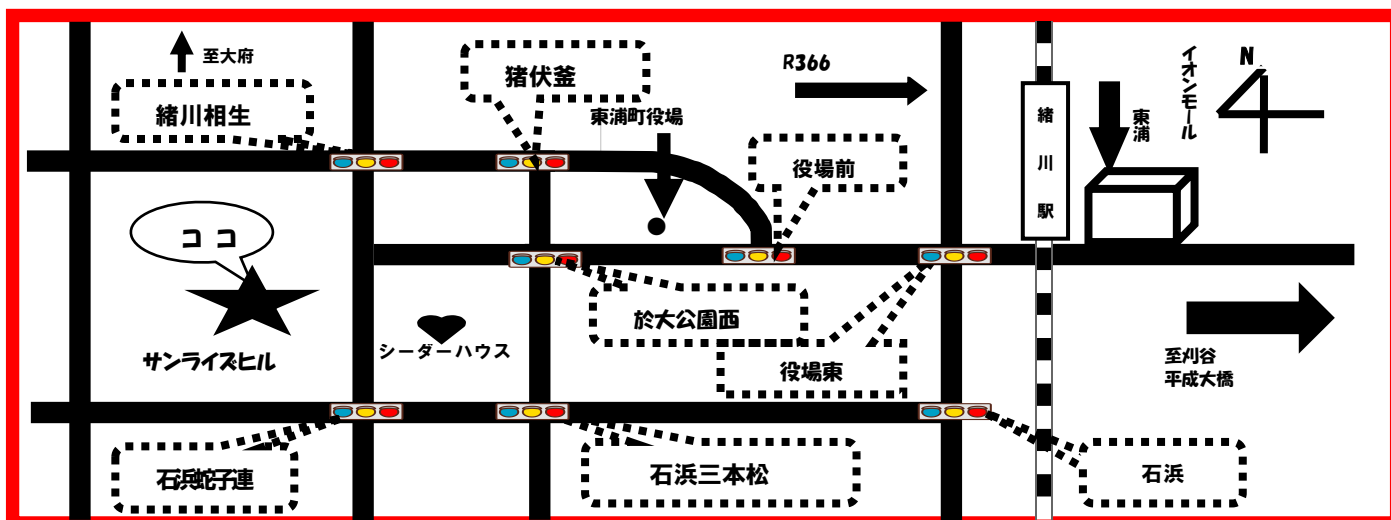 至大府
緒川相生
猪伏釜
東浦町役場
R366
役場前
緒川駅
イオンモール
東浦
N
ココ
サンライズヒル
シーダーハウス
於大公園西
役場東
至刈谷
平成大橋
石浜蛇子連
石浜三本松
石浜